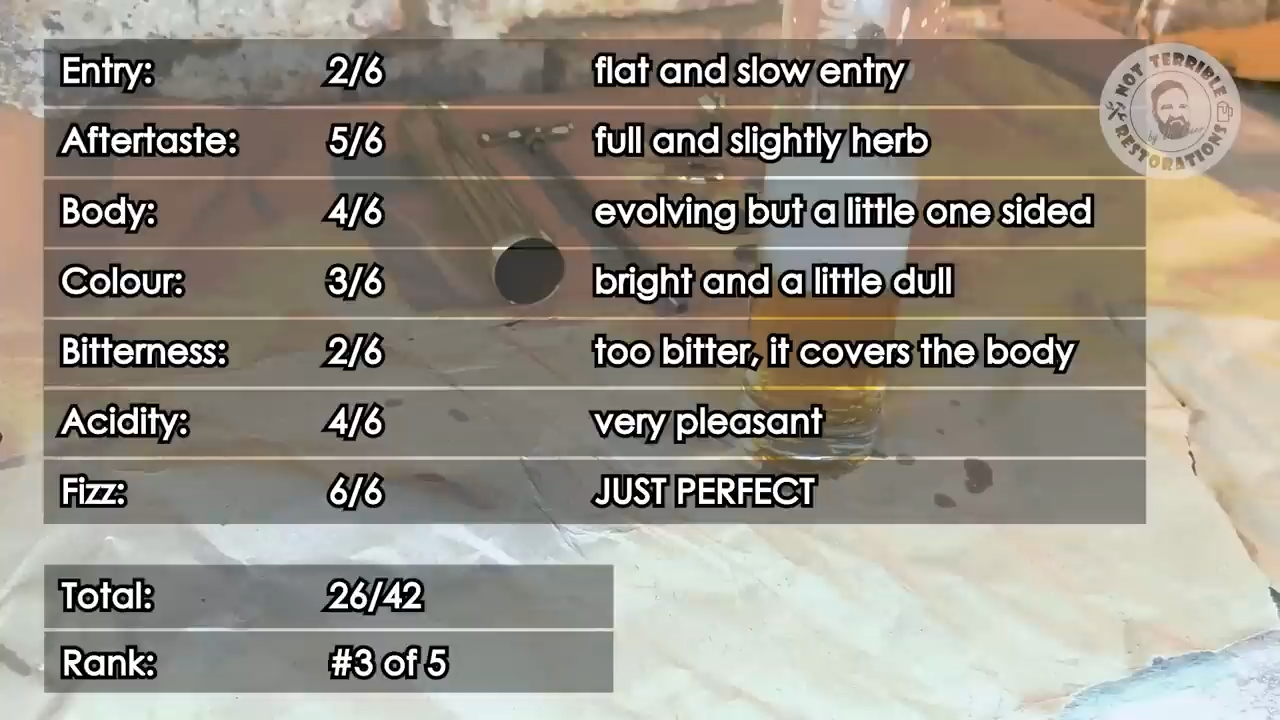 Entry: 2/6 flat and slow entry
Aftertaste: 5/6 full and slightly herb
Body: 4/6 evolving but a little one sided
Colour: 3/6 bright and a little dull
Bitterness: 2/6 too bitter, it covers the body
Acidity: 4/6 very pleasant
Fizz: 6/6 JUST PERFECT
Total: 26/42
Rank: #3 of 5
NOT TERRIBLE
RESTORATIONS